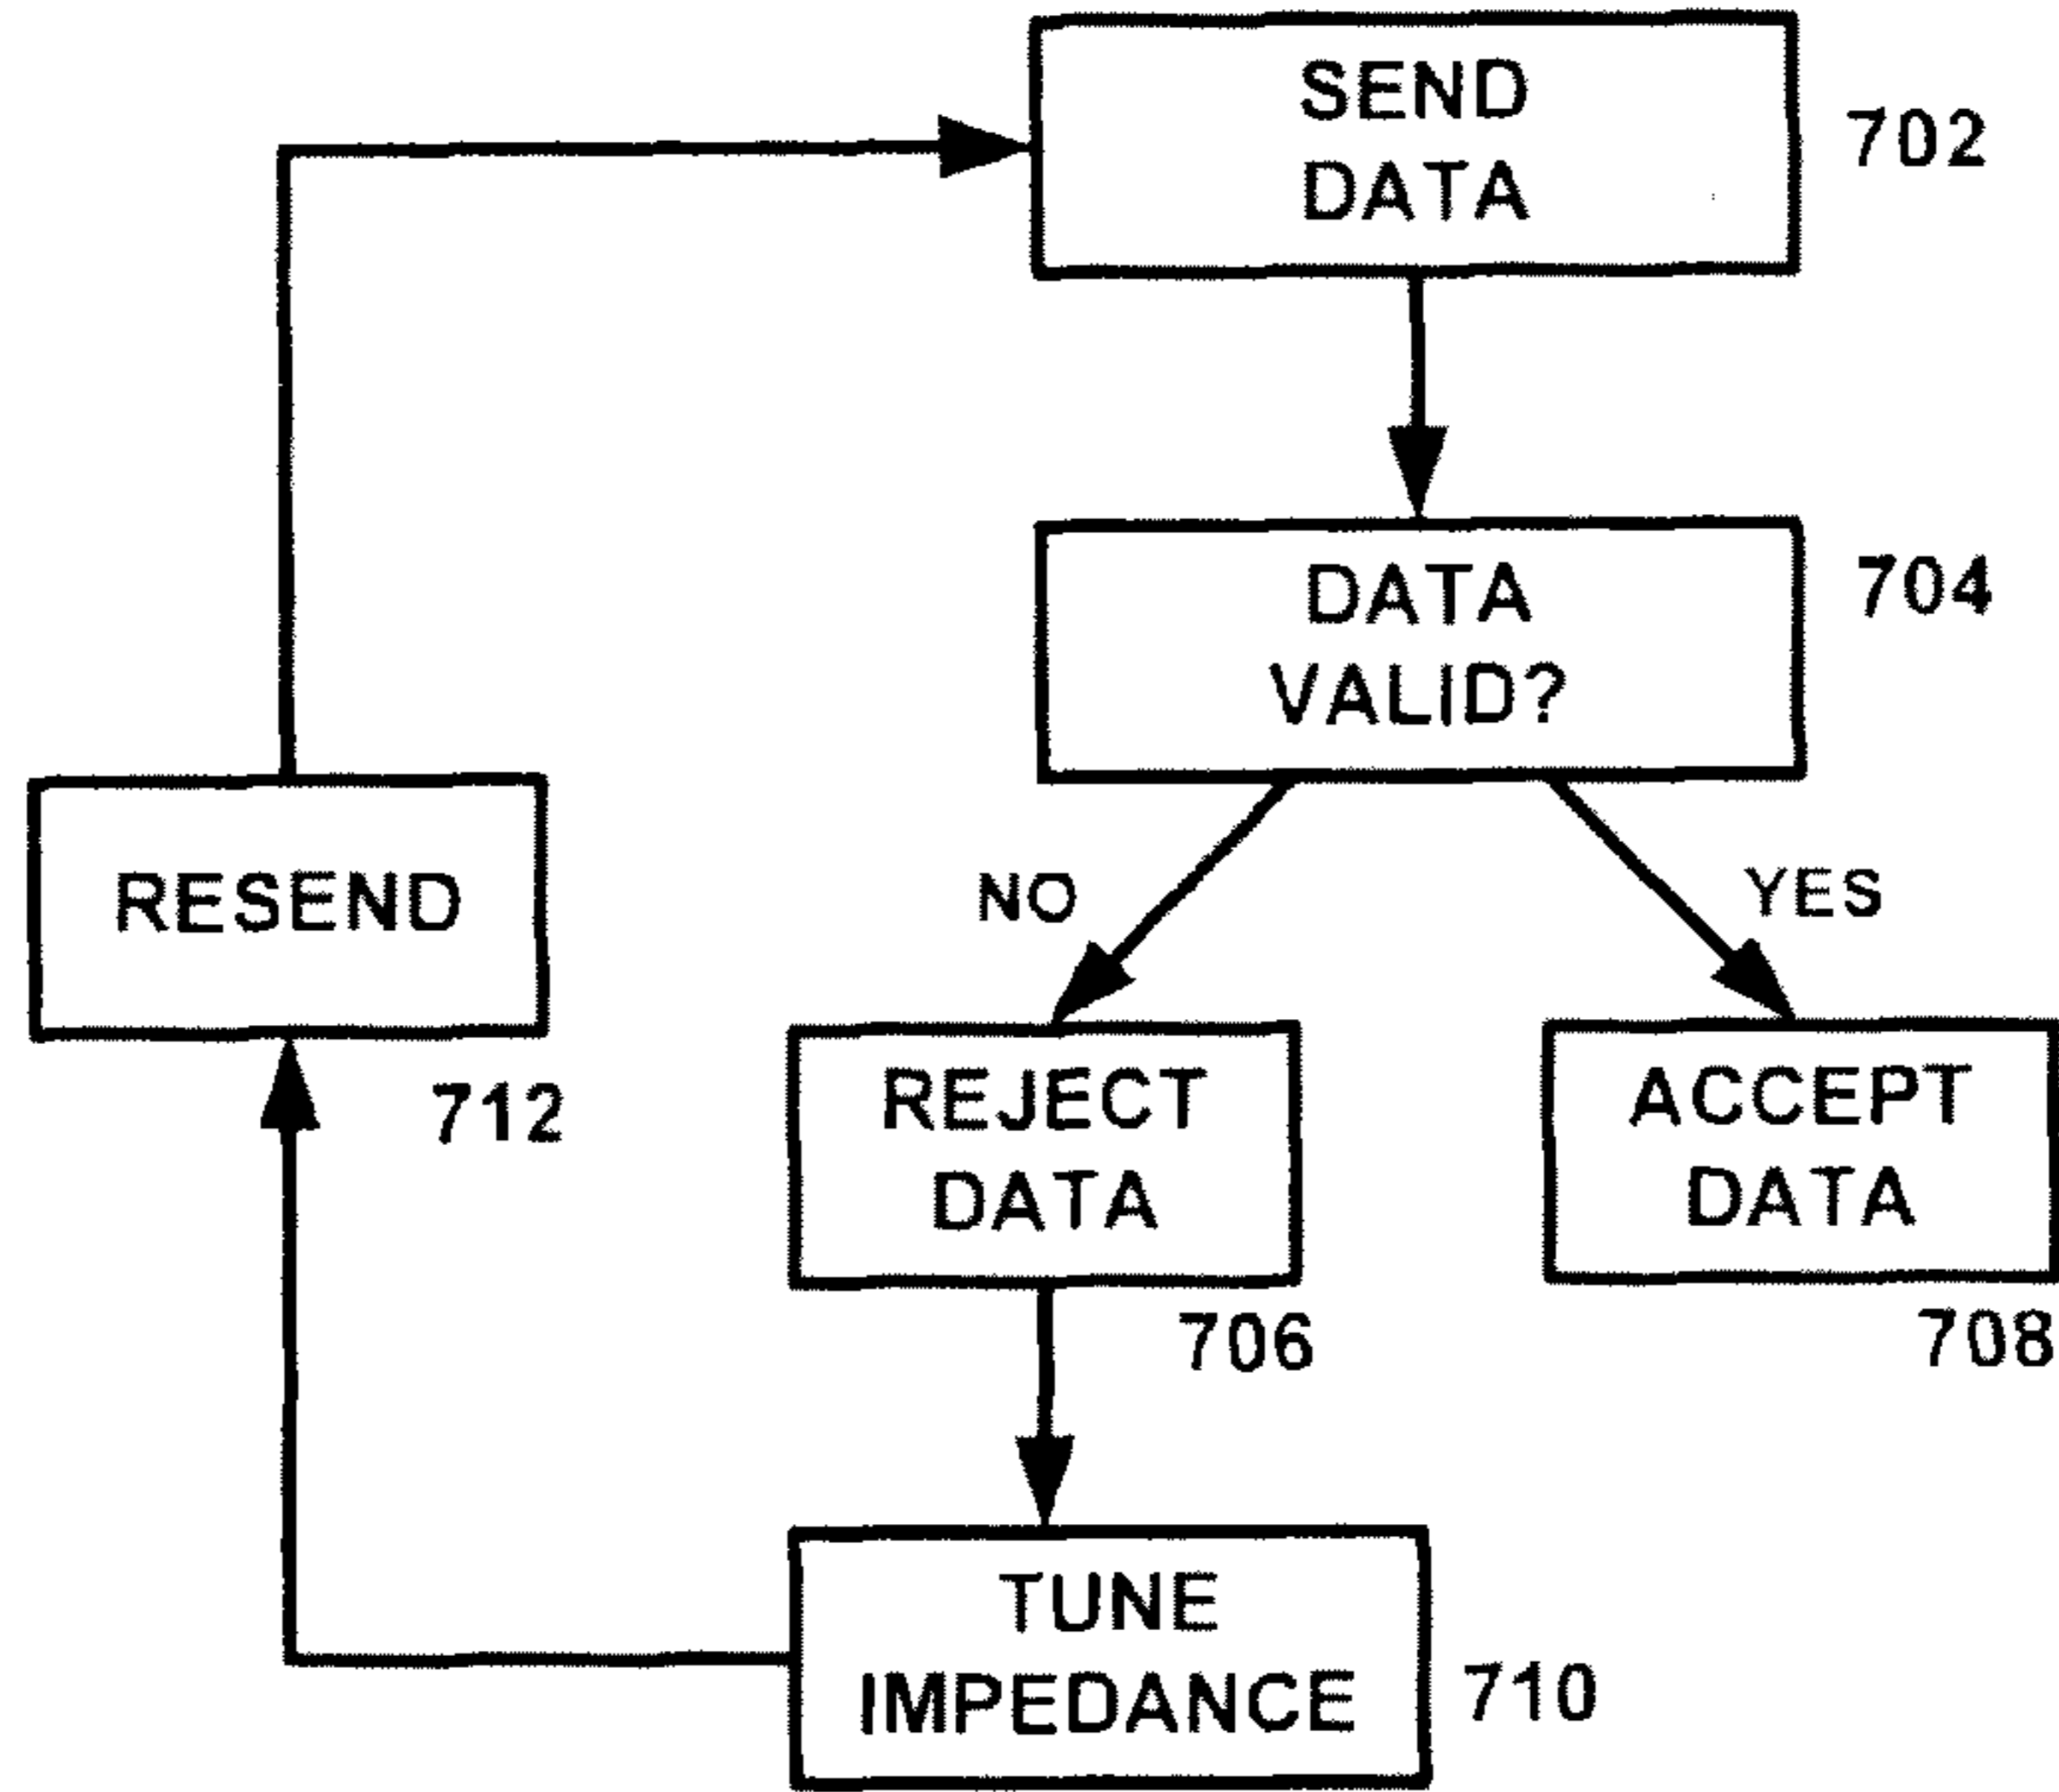 SEND
DATA
702
DATA
VALID?
704
NO
YES
RESEND
712
REJECT
DATA
706
ACCEPT
DATA
708
TUNE
IMPEDANCE
710